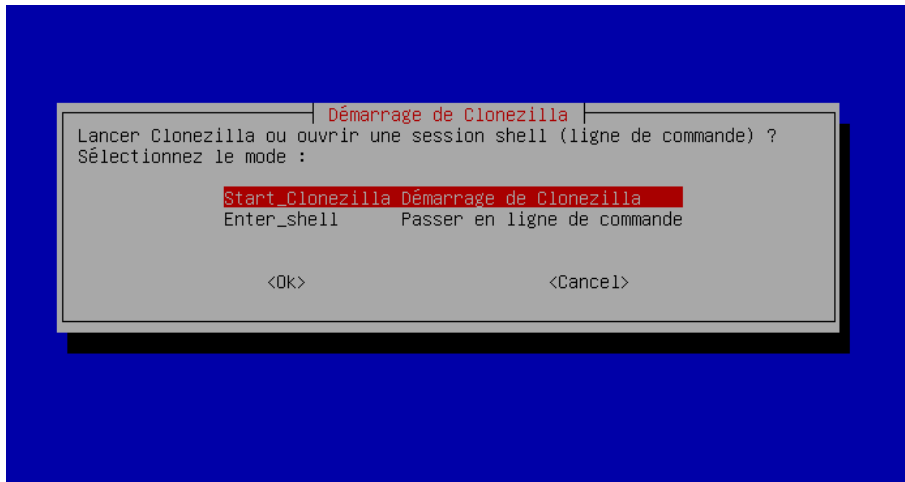 Démarrage de Clonezilla
Lancer Clonezilla ou ouvrir une session shell (ligne de commande) ?
Sélectionnez le mode :
Start_Clonezilla Démarrage de Clonezilla
Enter_shell Passer en ligne de commande
<Ok> <Cancel>